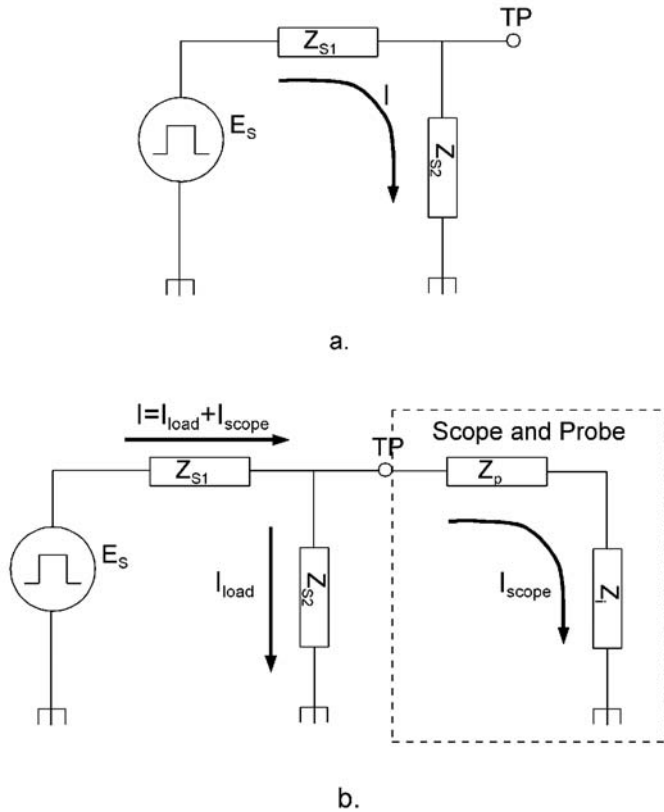 TP
Z_S1
I
E_S
Z_S2
a.
I=I_load+I_scope
Scope and Probe
TP
Z_S1
Z_p
E_S
I_load
Z_S2
I_scope
Z_i
b.